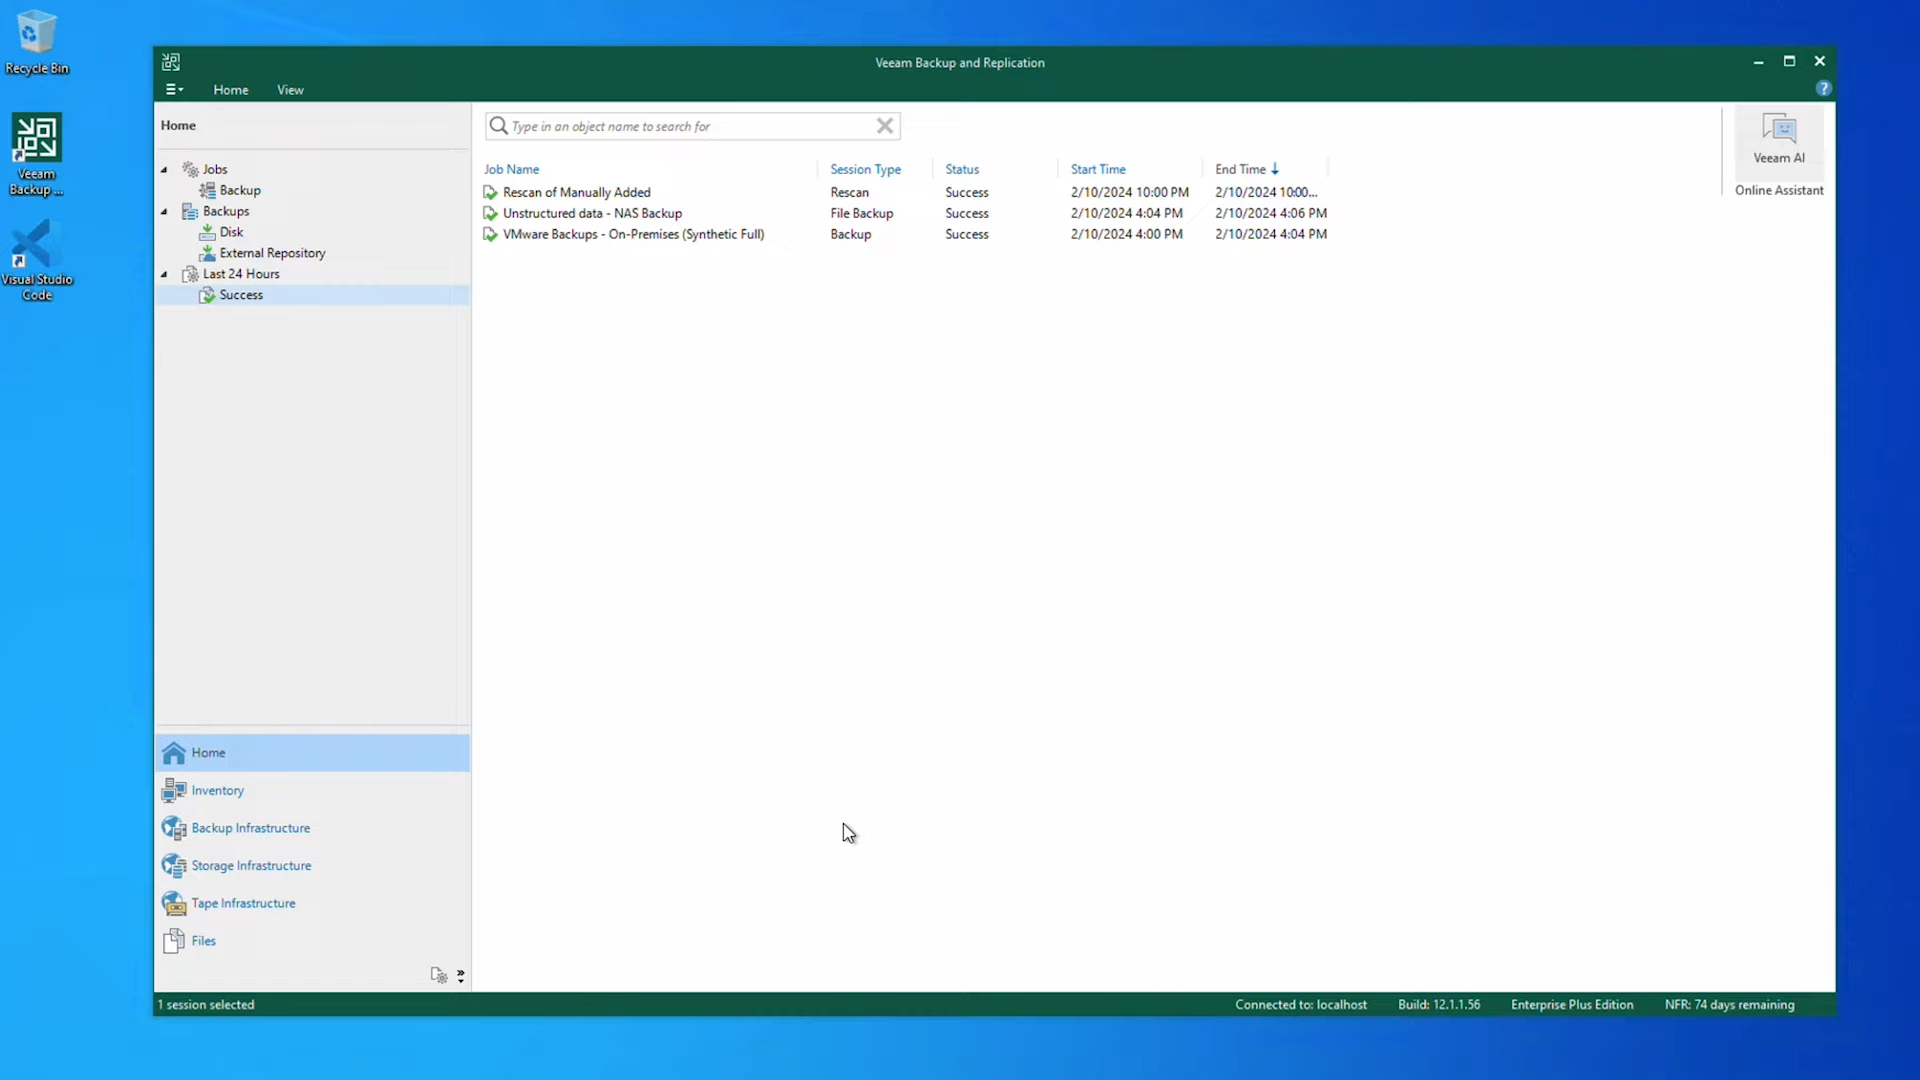 Recycle Bin
Veeam
Backup ...
Visual Studio
Code
Veeam Backup and Replication
Home View
?
Home
Jobs
Backup
Backups
Disk
External Repository
Last 24 Hours
Success
Type in an object name to search for
Job Name Session Type Status Start Time End Time
Rescan of Manually Added Rescan Success 2/10/2024 10:00 PM 2/10/2024 10:00...
Unstructured data - NAS Backup File Backup Success 2/10/2024 4:04 PM 2/10/2024 4:06 PM
VMware Backups - On-Premises (Synthetic Full) Backup Success 2/10/2024 4:00 PM 2/10/2024 4:04 PM
Veeam AI
Online Assistant
Home
Inventory
Backup Infrastructure
Storage Infrastructure
Tape Infrastructure
Files
1 session selected Connected to: localhost Build: 12.1.1.56 Enterprise Plus Edition NFR: 74 days remaining